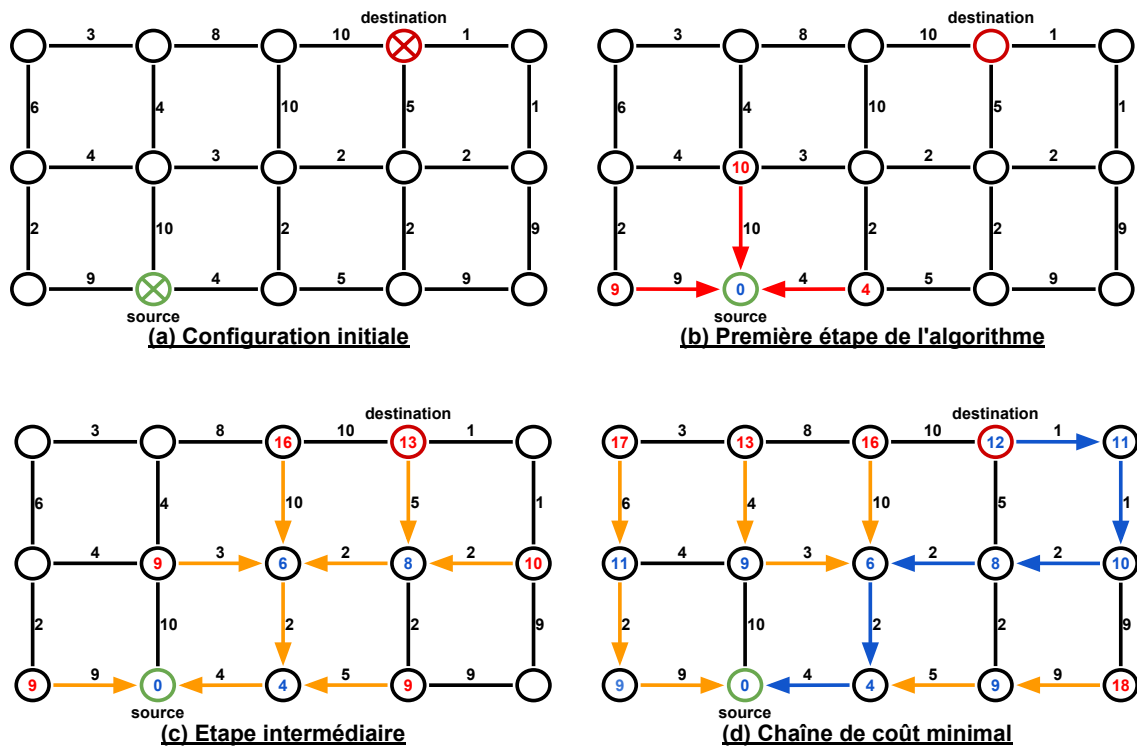 destination
3 8 10 1
6 4 10 5 1
4 3 2 2
2 10 2 2 9
9 4 5 9
source
(a) Configuration initiale
destination
3 8 10 1
6 4 10 5 1
4 10 3 2 2
2 10 2 2 9
9 9 0 4 4 5 9
source
(b) Première étape de l'algorithme
destination
3 8 16 10 13 1
6 4 10 5 1
4 9 3 6 2 8 2 10
2 10 2 2 9
9 9 0 4 4 5 9 9
source
(c) Etape intermédiaire
destination
17 3 13 8 16 10 12 1 11
6 4 10 5 1
11 4 9 3 6 2 8 2 10
2 10 2 2 9
9 9 0 4 4 5 9 9 18
source
(d) Chaîne de coût minimal